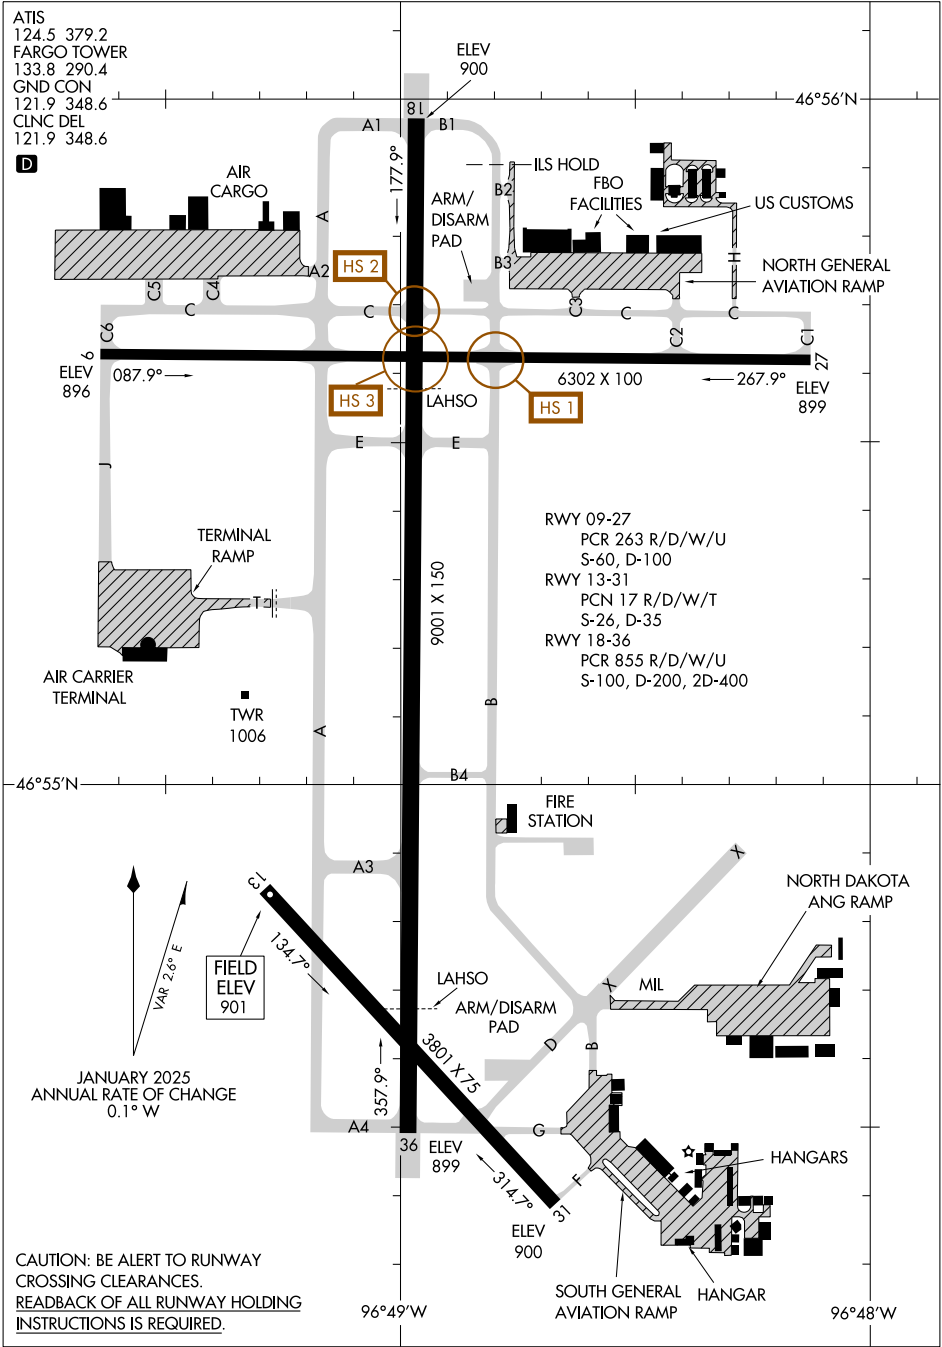 ATIS
124.5 379.2
FARGO TOWER
133.8 290.4
GND CON
121.9 348.6
CLNC DEL
121.9 348.6
D
ELEV
900
46°56'N
18
A1
B1
177.9°
AIR
CARGO
A
ARM/
DISARM
PAD
ILS HOLD
B2
FBO
FACILITIES
US CUSTOMS
H
B3
NORTH GENERAL
AVIATION RAMP
HS 2
A2
C5
C4
C
C
C3
C
C2
C
C1
C6
9
ELEV
896
087.9°
HS 3
LAHSO
HS 1
6302 X 100
267.9°
27
ELEV
899
E
E
J
TERMINAL
RAMP
T
9001 X 150
RWY 09-27
PCR 263 R/D/W/U
S-60, D-100
RWY 13-31
PCN 17 R/D/W/T
S-26, D-35
RWY 18-36
PCR 855 R/D/W/U
S-100, D-200, 2D-400
AIR CARRIER
TERMINAL
TWR
1006
A
B
46°55'N
B4
FIRE
STATION
A3
X
13
134.7°
NORTH DAKOTA
ANG RAMP
VAR 2.6° E
FIELD
ELEV
901
LAHSO
ARM/DISARM
PAD
X
MIL
D
B
3801 X 75
357.9°
JANUARY 2025
ANNUAL RATE OF CHANGE
0.1° W
A4
36
ELEV
899
G
F
314.7°
31
ELEV
900
HANGARS
SOUTH GENERAL
AVIATION RAMP
HANGAR
CAUTION: BE ALERT TO RUNWAY
CROSSING CLEARANCES.
READBACK OF ALL RUNWAY HOLDING
INSTRUCTIONS IS REQUIRED.
96°49'W
96°48'W